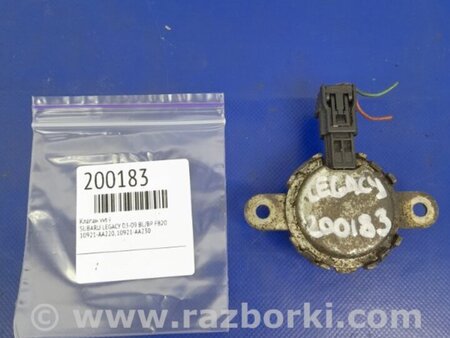 200183
Клапан VVT-I
SUBARU LEGACY 03-09 BL/BP FB20
10921-AA220, 10921-AA230
LEGACY
200183
www.razborki.com